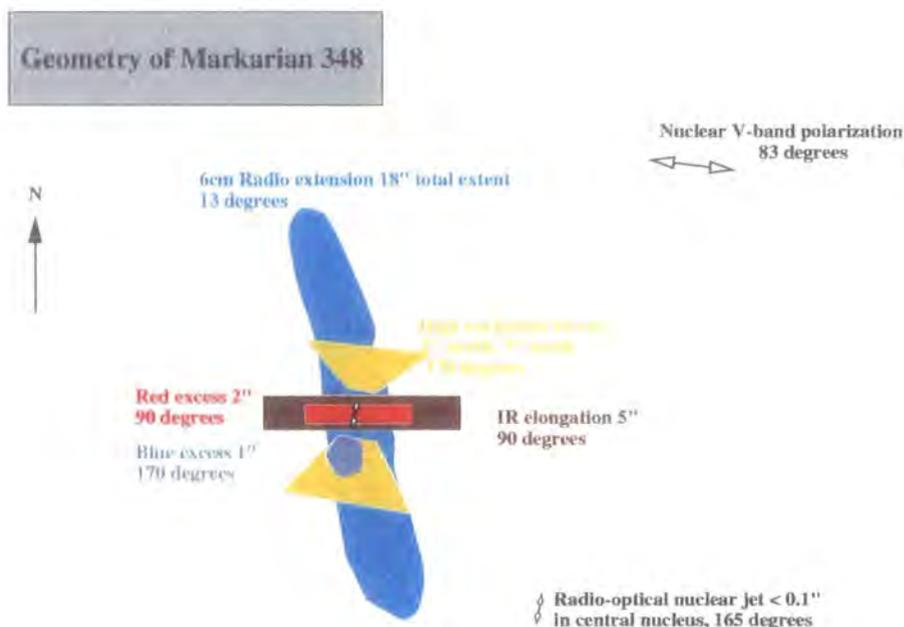 Geometry of Markarian 348
Nuclear V-band polarization
83 degrees
6cm Radio extension 18" total extent
13 degrees
N
Red excess 2"
90 degrees
IR elongation 5"
90 degrees
Blue excess 1"
170 degrees
Radio-optical nuclear jet < 0.1"
in central nucleus, 165 degrees